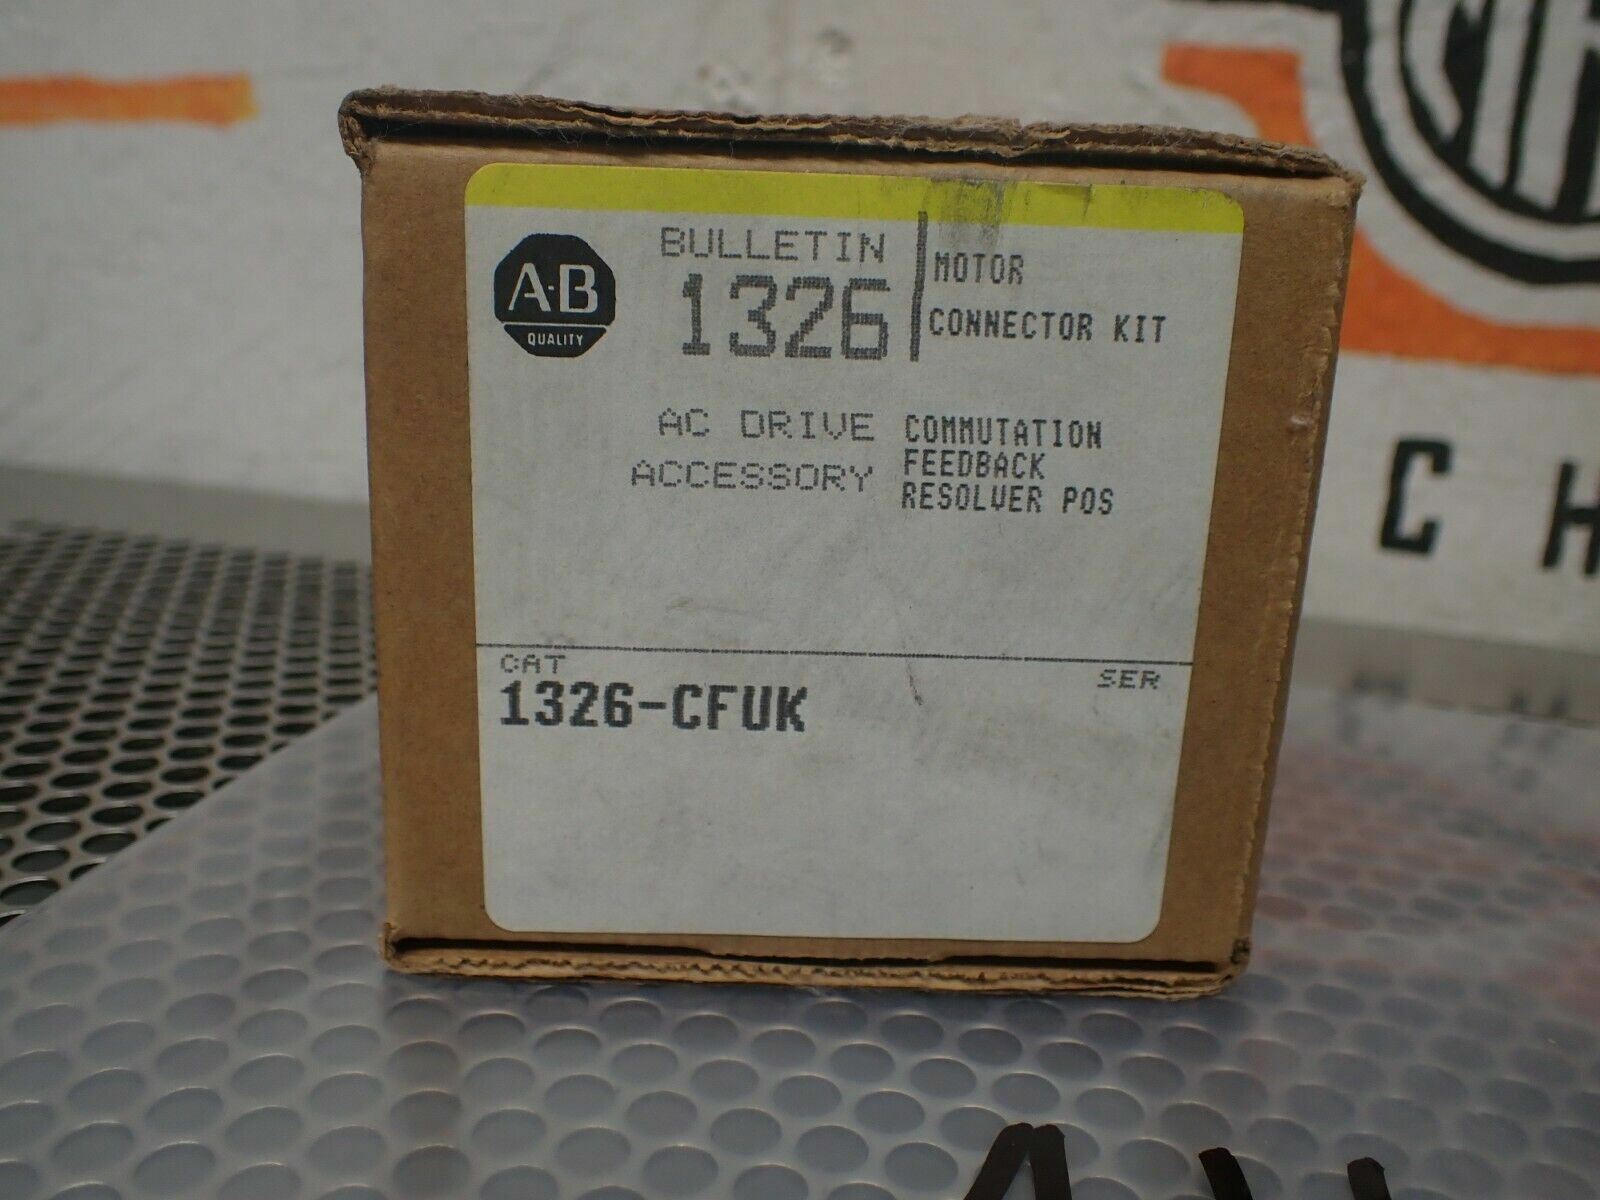 A-B
QUALITY
BULLETIN
1326
MOTOR
CONNECTOR KIT
AC DRIVE
ACCESSORY
COMMUTATION
FEEDBACK
RESOLVER POS
CAT
SER
1326-CFUK
C H